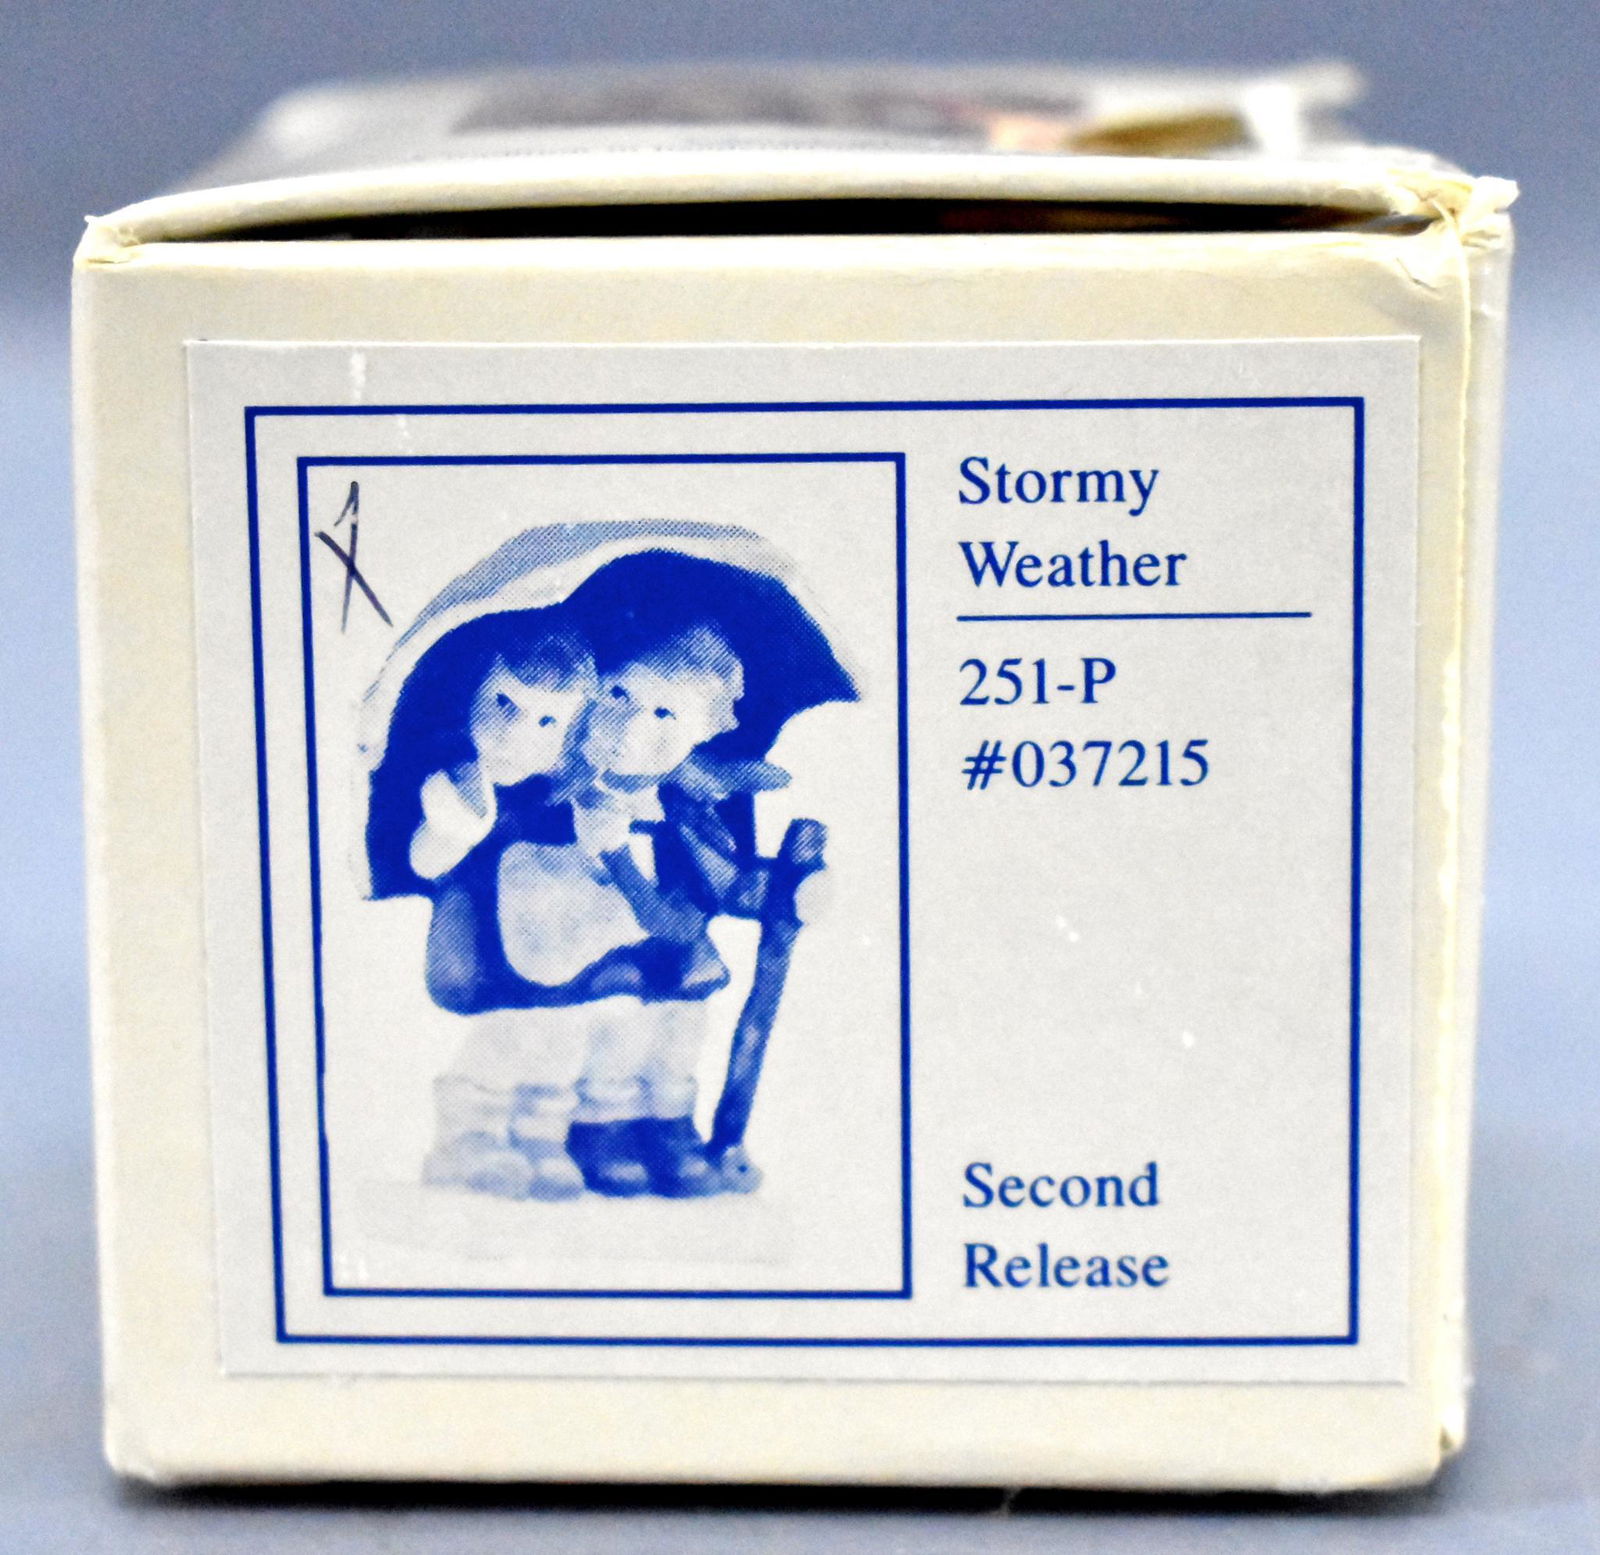 Stormy
Weather
251-P
#037215
Second
Release